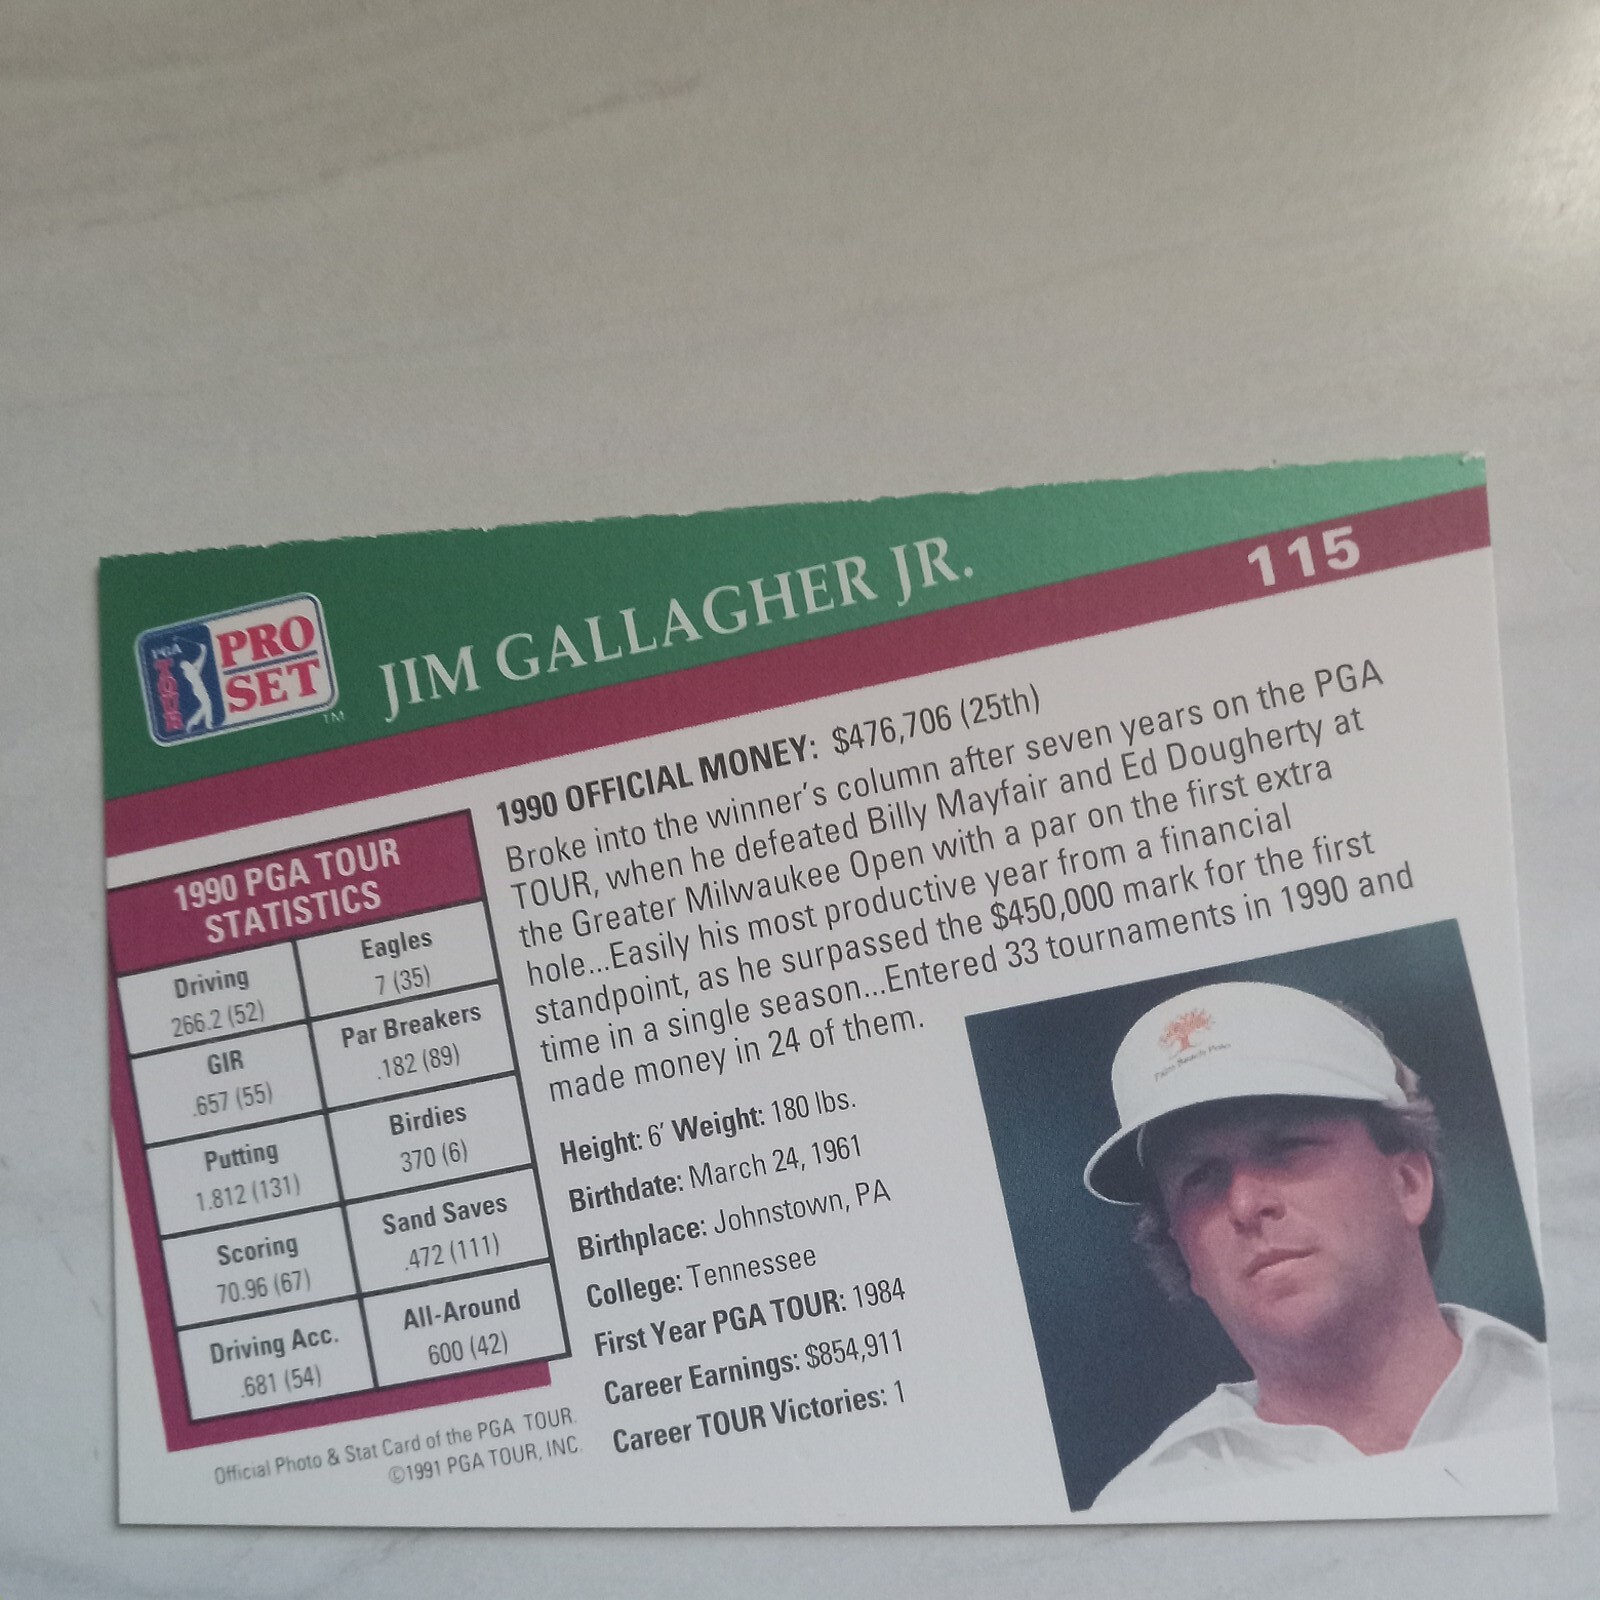 PGA
TOUR
PRO
SET
TM
JIM GALLAGHER JR.
115
1990 OFFICIAL MONEY: $476,706 (25th)
Broke into the winner's column after seven years on the PGA
TOUR, when he defeated Billy Mayfair and Ed Dougherty at
the Greater Milwaukee Open with a par on the first extra
hole...Easily his most productive year from a financial
standpoint, as he surpassed the $450,000 mark for the first
time in a single season...Entered 33 tournaments in 1990 and
made money in 24 of them.
Height: 6′ Weight: 180 lbs.
Birthdate: March 24, 1961
Birthplace: Johnstown, PA
College: Tennessee
First Year PGA TOUR: 1984
Career Earnings: $854,911
Career TOUR Victories: 1
1990 PGA TOUR
STATISTICS
Driving
266.2 (52)
Eagles
7 (35)
GIR
.657 (55)
Par Breakers
.182 (89)
Putting
1.812 (131)
Birdies
370 (6)
Scoring
70.96 (67)
Sand Saves
.472 (111)
Driving Acc.
.681 (54)
All-Around
600 (42)
Official Photo & Stat Card of the PGA TOUR.
©1991 PGA TOUR, INC.
Palm Beach Polo